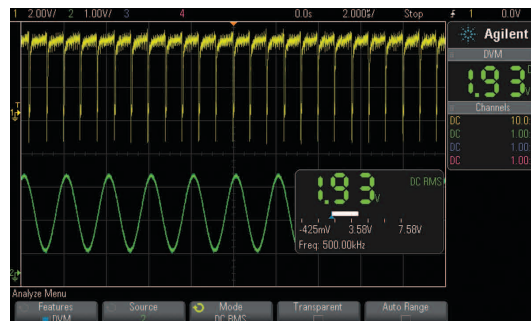 1 2.00V/ 2 1.00V/ 3 4 0.0s 2.000$/ Stop 1 0.0V
Agilent
DVM
1.93
Channels
DC 10.0:
DC 1.00:
DC 1.00:
DC 1.00:
1.93V DC RMS
-425mV 3.58V 7.58V
Freq: 500.00kHz
Analyze Menu
Features Source Mode Transparent Auto Range
DVM 2 DC RMS